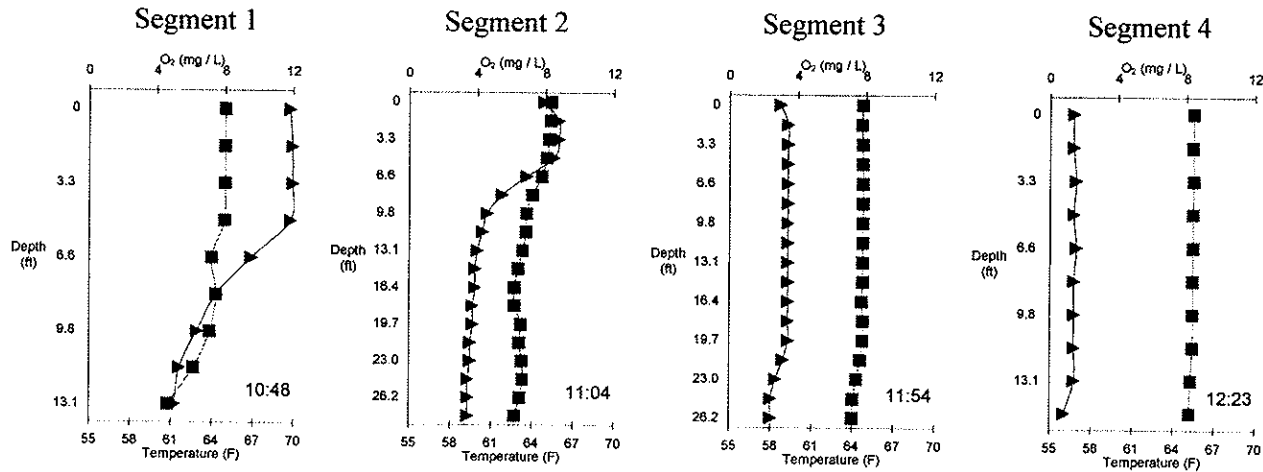 Segment 1
O2 (mg / L)
0 4 8 12
0
3.3
Depth
(ft)
6.6
9.8
13.1
10:48
55 58 61 64 67 70
Temperature (F)
Segment 2
O2 (mg / L)
0 4 8 12
0
3.3
6.6
9.8
Depth
(ft)
13.1
16.4
19.7
23.0
26.2
11:04
55 58 61 64 67 70
Temperature (F)
Segment 3
O2 (mg / L)
0 4 8 12
0
3.3
6.6
9.8
Depth
(ft)
13.1
16.4
19.7
23.0
26.2
11:54
55 58 61 64 67 70
Temperature (F)
Segment 4
O2 (mg / L)
0 4 8 12
0
3.3
Depth
(ft)
6.6
9.8
13.1
12:23
55 58 61 64 67 70
Temperature (F)